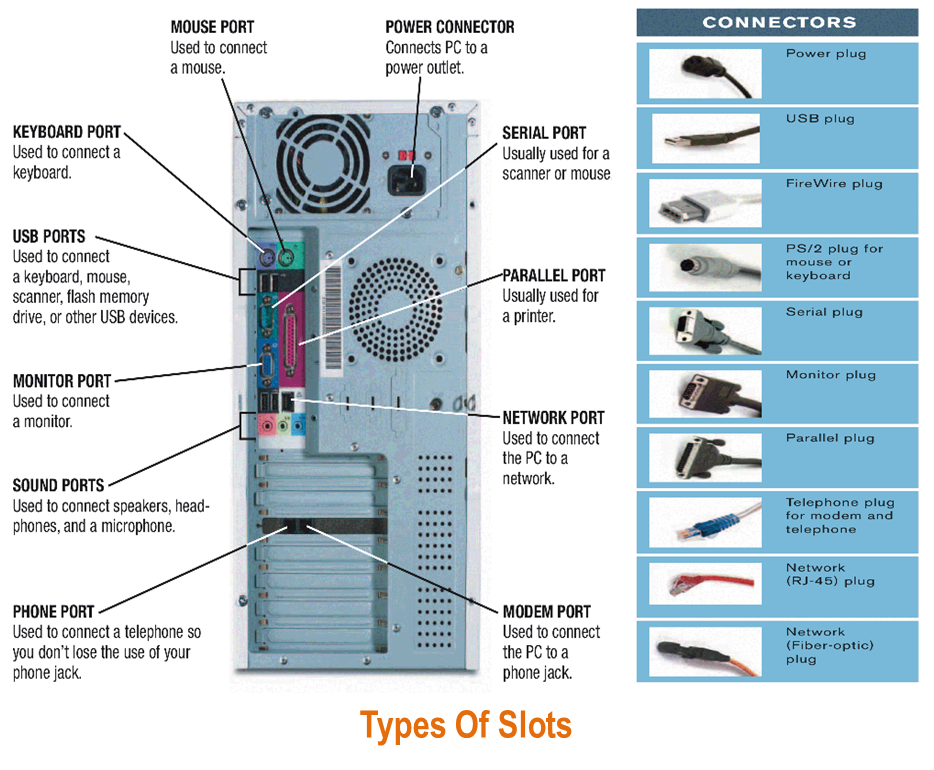 MOUSE PORT
Used to connect
a mouse.
POWER CONNECTOR
Connects PC to a
power outlet.
KEYBOARD PORT
Used to connect a
keyboard.
SERIAL PORT
Usually used for a
scanner or mouse
USB PORTS
Used to connect
a keyboard, mouse,
scanner, flash memory
drive, or other USB devices.
PARALLEL PORT
Usually used for
a printer.
MONITOR PORT
Used to connect
a monitor.
NETWORK PORT
Used to connect
the PC to a
network.
SOUND PORTS
Used to connect speakers, head-
phones, and a microphone.
PHONE PORT
Used to connect a telephone so
you don't lose the use of your
phone jack.
MODEM PORT
Used to connect
the PC to a
phone jack.
CONNECTORS
Power plug
USB plug
FireWire plug
PS/2 plug for
mouse or
keyboard
Serial plug
Monitor plug
Parallel plug
Telephone plug
for modem and
telephone
Network
(RJ-45) plug
Network
(Fiber-optic)
plug
Types Of Slots